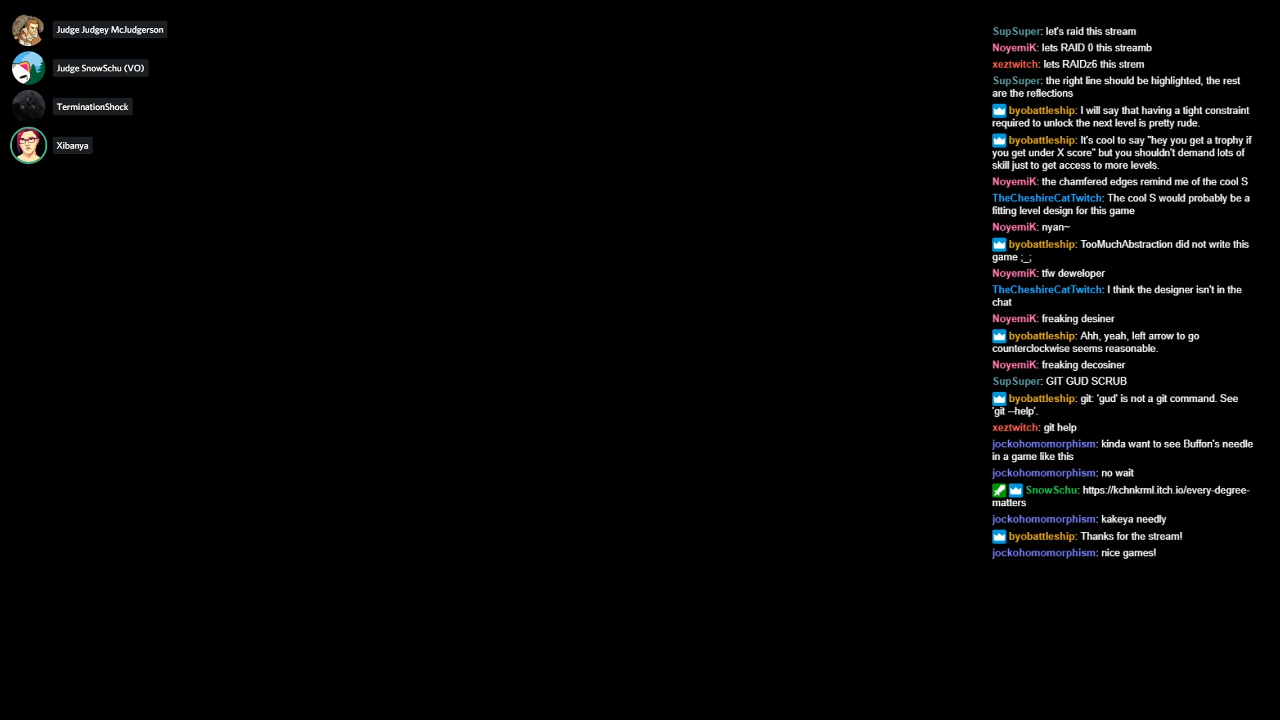 Judge Judgey McJudgerson
Judge SnowSchu (VO)
TerminationShock
Xibanya
SupSuper: let's raid this stream
NoyemiK: lets RAID 0 this streamb
xeztwitch: lets RAIDz6 this strem
SupSuper: the right line should be highlighted, the rest
are the reflections
byobattleship: I will say that having a tight constraint
required to unlock the next level is pretty rude.
byobattleship: It's cool to say "hey you get a trophy if
you get under X score" but you shouldn't demand lots of
skill just to get access to more levels.
NoyemiK: the chamfered edges remind me of the cool S
TheCheshireCatTwitch: The cool S would probably be a
fitting level design for this game
NoyemiK: nyan~
byobattleship: TooMuchAbstraction did not write this
game ;_;
NoyemiK: tfw deweloper
TheCheshireCatTwitch: I think the designer isn't in the
chat
NoyemiK: freaking desiner
byobattleship: Ahh, yeah, left arrow to go
counterclockwise seems reasonable.
NoyemiK: freaking decosiner
SupSuper: GIT GUD SCRUB
byobattleship: git: 'gud' is not a git command. See
'git --help'.
xeztwitch: git help
jockohomomorphism: kinda want to see Buffon's needle
in a game like this
jockohomomorphism: no wait
SnowSchu: https://kchnkrml.itch.io/every-degree-
matters
jockohomomorphism: kakeya needly
byobattleship: Thanks for the stream!
jockohomomorphism: nice games!